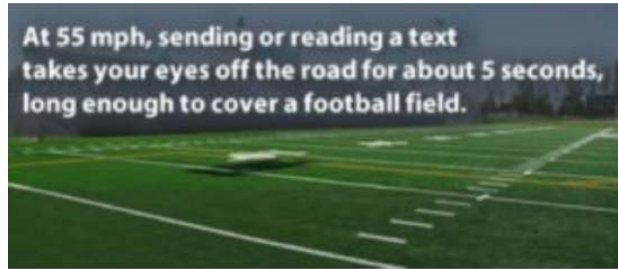 At 55 mph, sending or reading a text
takes your eyes off the road for about 5 seconds,
long enough to cover a football field.